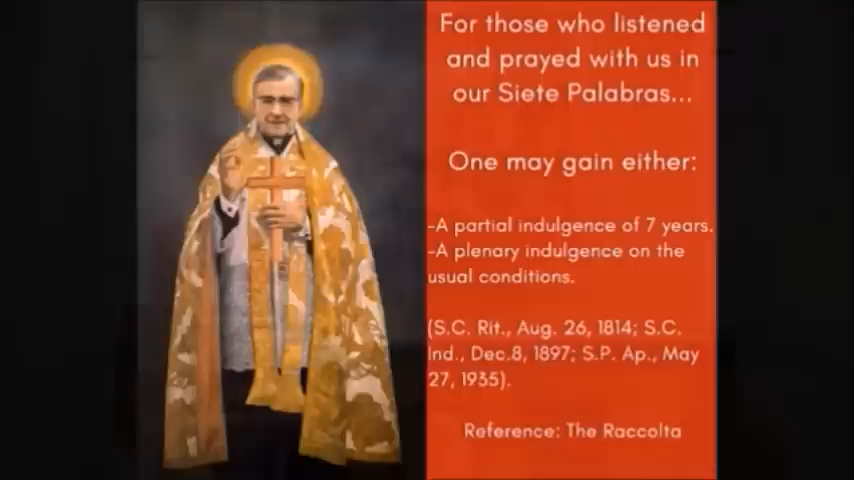 For those who listened
and prayed with us in
our Siete Palabras...
One may gain either:
-A partial indulgence of 7 years.
-A plenary indulgence on the
usual conditions.
(S.C. Rit., Aug. 26, 1814; S.C.
Ind., Dec.8, 1897; S.P. Ap., May
27, 1935).
Reference: The Raccolta